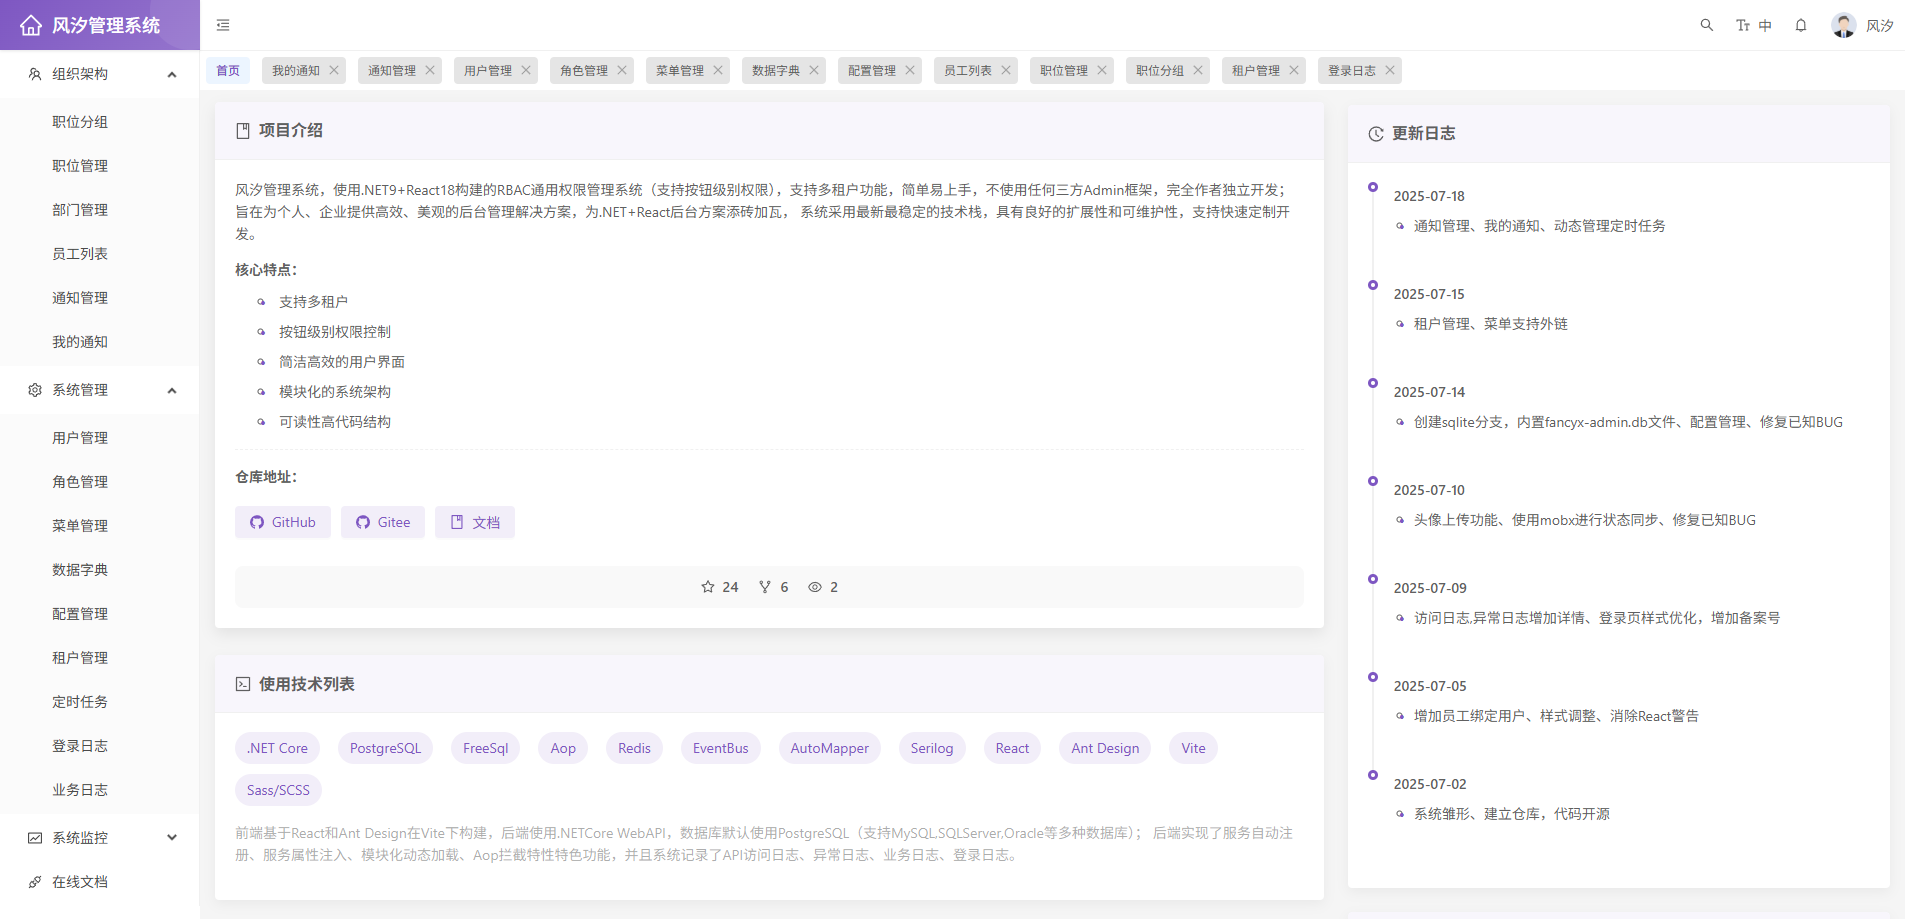 风汐管理系统
中
风汐
组织架构
职位分组
职位管理
部门管理
员工列表
通知管理
我的通知
系统管理
用户管理
角色管理
菜单管理
数据字典
配置管理
租户管理
定时任务
登录日志
业务日志
系统监控
在线文档
首页
我的通知
通知管理
用户管理
角色管理
菜单管理
数据字典
配置管理
员工列表
职位管理
职位分组
租户管理
登录日志
项目介绍
风汐管理系统，使用.NET9+React18构建的RBAC通用权限管理系统（支持按钮级别权限），支持多租户功能，简单易上手，不使用任何三方Admin框架，完全作者独立开发；
旨在为个人、企业提供高效、美观的后台管理解决方案，为.NET+React后台方案添砖加瓦， 系统采用最新最稳定的技术栈，具有良好的扩展性和可维护性，支持快速定制开
发。
核心特点：
支持多租户
按钮级别权限控制
简洁高效的用户界面
模块化的系统架构
可读性高代码结构
仓库地址：
GitHub
Gitee
文档
24
6
2
使用技术列表
.NET Core
PostgreSQL
FreeSql
Aop
Redis
EventBus
AutoMapper
Serilog
React
Ant Design
Vite
Sass/SCSS
前端基于React和Ant Design在Vite下构建，后端使用.NETCore WebAPI，数据库默认使用PostgreSQL（支持MySQL,SQLServer,Oracle等多种数据库）； 后端实现了服务自动注
册、服务属性注入、模块化动态加载、Aop拦截特性特色功能，并且系统记录了API访问日志、异常日志、业务日志、登录日志。
更新日志
2025-07-18
通知管理、我的通知、动态管理定时任务
2025-07-15
租户管理、菜单支持外链
2025-07-14
创建sqlite分支，内置fancyx-admin.db文件、配置管理、修复已知BUG
2025-07-10
头像上传功能、使用mobx进行状态同步、修复已知BUG
2025-07-09
访问日志,异常日志增加详情、登录页样式优化，增加备案号
2025-07-05
增加员工绑定用户、样式调整、消除React警告
2025-07-02
系统雏形、建立仓库，代码开源